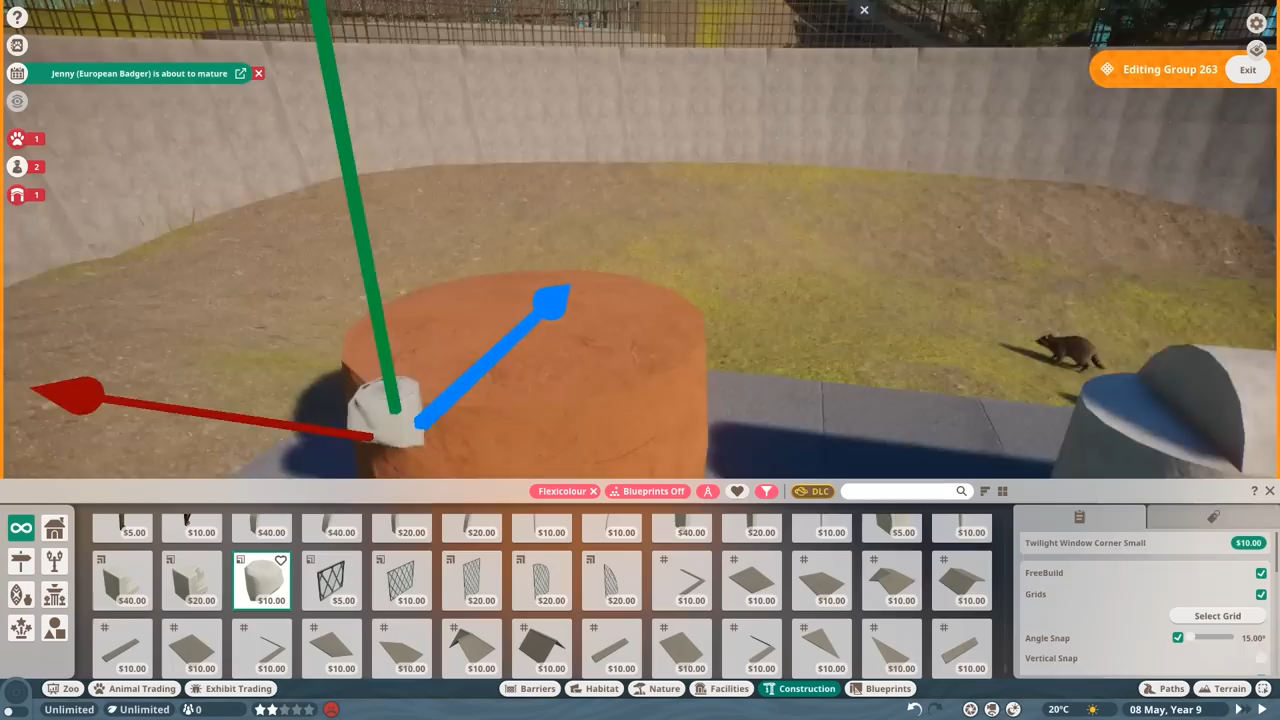 ?
Jenny (European Badger) is about to mature
1
2
1
Editing Group 263
Exit
Flexicolour
Blueprints Off
DLC
?
$5.00 $10.00 $40.00 $40.00 $20.00 $20.00 $10.00 $10.00 $40.00 $20.00 $10.00 $5.00 $10.00
$40.00 $20.00 $10.00 $5.00 $10.00 $20.00 $20.00 $20.00 $10.00 $10.00 $10.00 $10.00 $10.00
$10.00 $10.00 $10.00 $10.00 $10.00 $10.00 $10.00 $10.00 $10.00 $10.00 $10.00 $10.00 $10.00
Twilight Window Corner Small $10.00
FreeBuild
Grids
Select Grid
Angle Snap 15.00°
Vertical Snap
Zoo Animal Trading Exhibit Trading Barriers Habitat Nature Facilities Construction Blueprints Paths Terrain
Unlimited Unlimited 0 20°C 08 May, Year 9